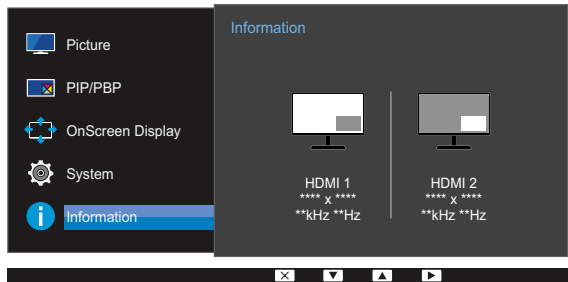 Picture
PIP/PBP
OnScreen Display
System
Information
Information
HDMI 1
**** x ****
**kHz **Hz
HDMI 2
**** x ****
**kHz **Hz